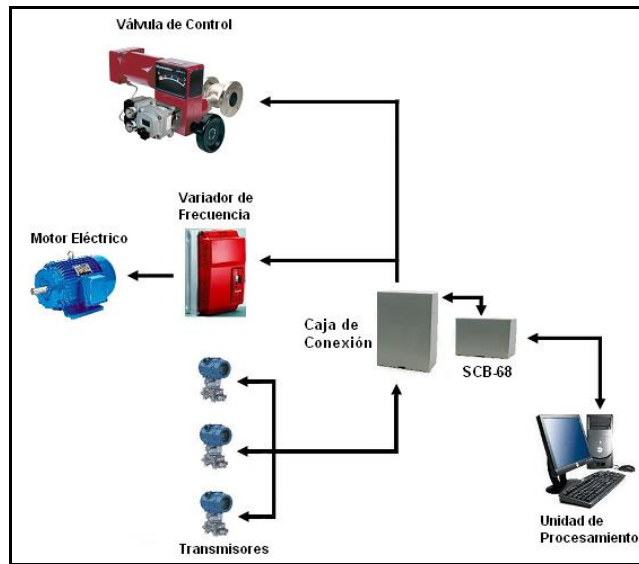 Válvula de Control
Variador de
Frecuencia
Motor Eléctrico
Caja de
Conexión
SCB-68
Transmisores
Unidad de
Procesamiento